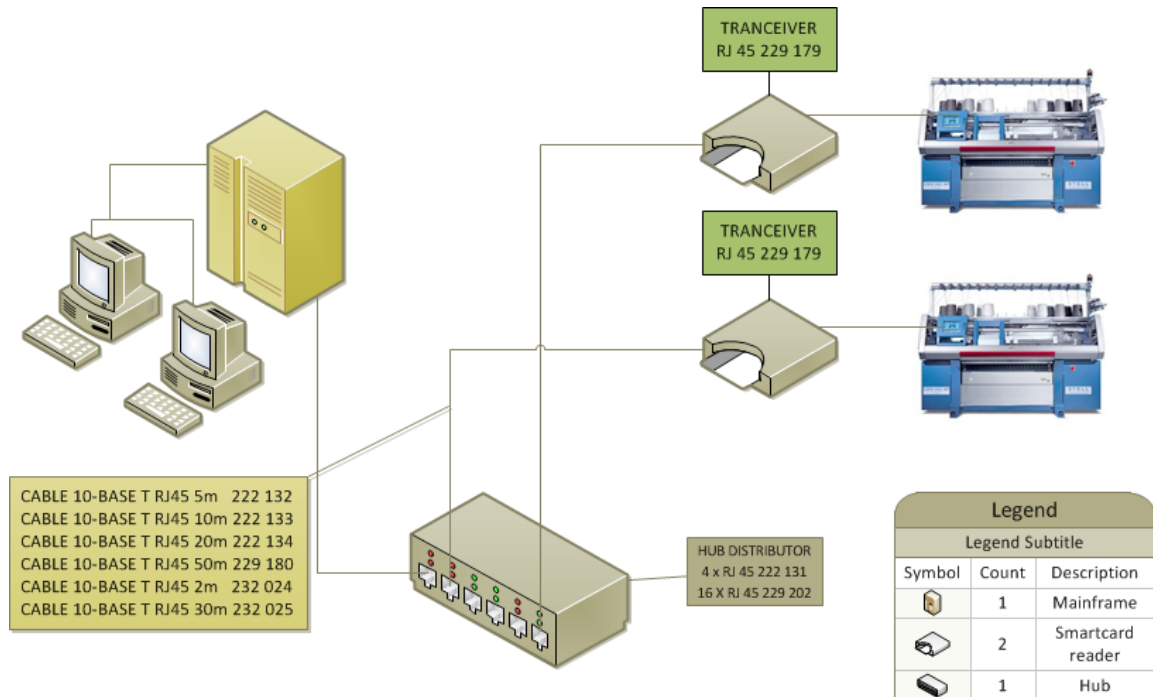 TRANCEIVER
RJ 45 229 179
TRANCEIVER
RJ 45 229 179
CABLE 10-BASE T RJ45 5m 222 132
CABLE 10-BASE T RJ45 10m 222 133
CABLE 10-BASE T RJ45 20m 222 134
CABLE 10-BASE T RJ45 50m 229 180
CABLE 10-BASE T RJ45 2m 232 024
CABLE 10-BASE T RJ45 30m 232 025
HUB DISTRIBUTOR
4 x RJ 45 222 131
16 X RJ 45 229 202
Legend
Legend Subtitle
Symbol Count Description
1 Mainframe
2 Smartcard
reader
1 Hub